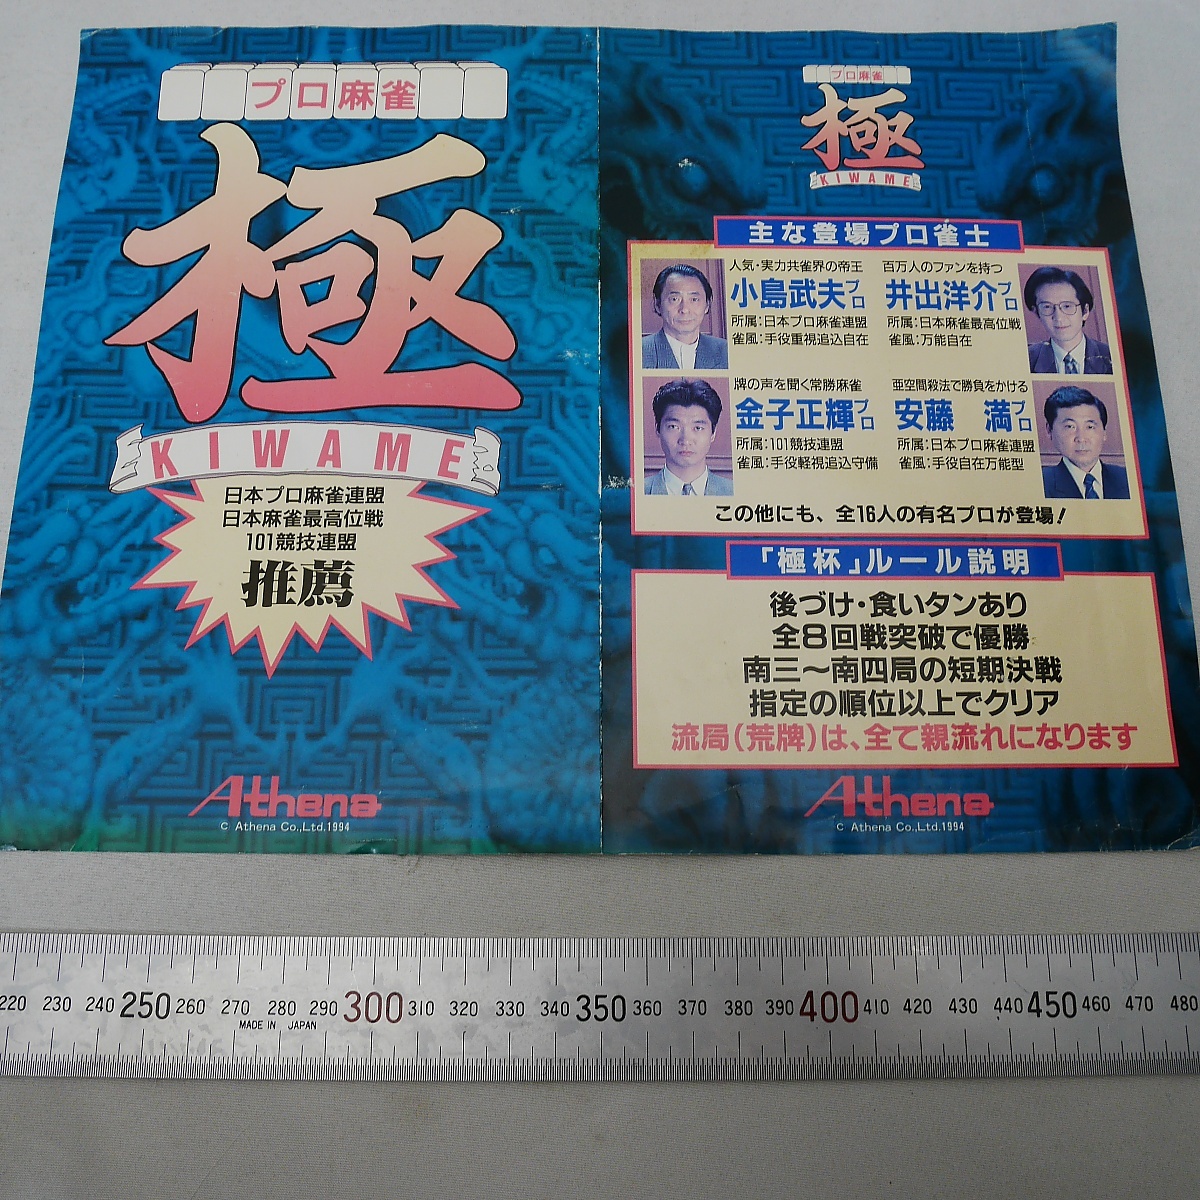 プロ麻雀
極
KIWAME
日本プロ麻雀連盟
日本麻雀最高位戦
101競技連盟
推薦
Athena
C Athena Co.,Ltd.1994
プロ麻雀
極
KIWAME
主な登場プロ雀士
人気・実力共雀界の帝王
小島武夫プロ
所属:日本プロ麻雀連盟
雀風:手役重視追込自在
百万人のファンを持つ
井出洋介プロ
所属:日本麻雀最高位戦
雀風:万能自在
牌の声を聞く常勝麻雀
金子正輝プロ
所属:101競技連盟
雀風:手役軽視追込守備
亜空間殺法で勝負をかける
安藤 満プロ
所属:日本プロ麻雀連盟
雀風:手役自在万能型
この他にも、全16人の有名プロが登場!
「極杯」ルール説明
後づけ・食いタンあり
全8回戦突破で優勝
南三〜南四局の短期決戦
指定の順位以上でクリア
流局(荒牌)は、全て親流れになります
Athena
C Athena Co.,Ltd.1994
220 230 240 250 260 270 280 290 300 310 320 330 340 350 360 370 380 390 400 410 420 430 440 450 460 470 480
MADE IN JAPAN